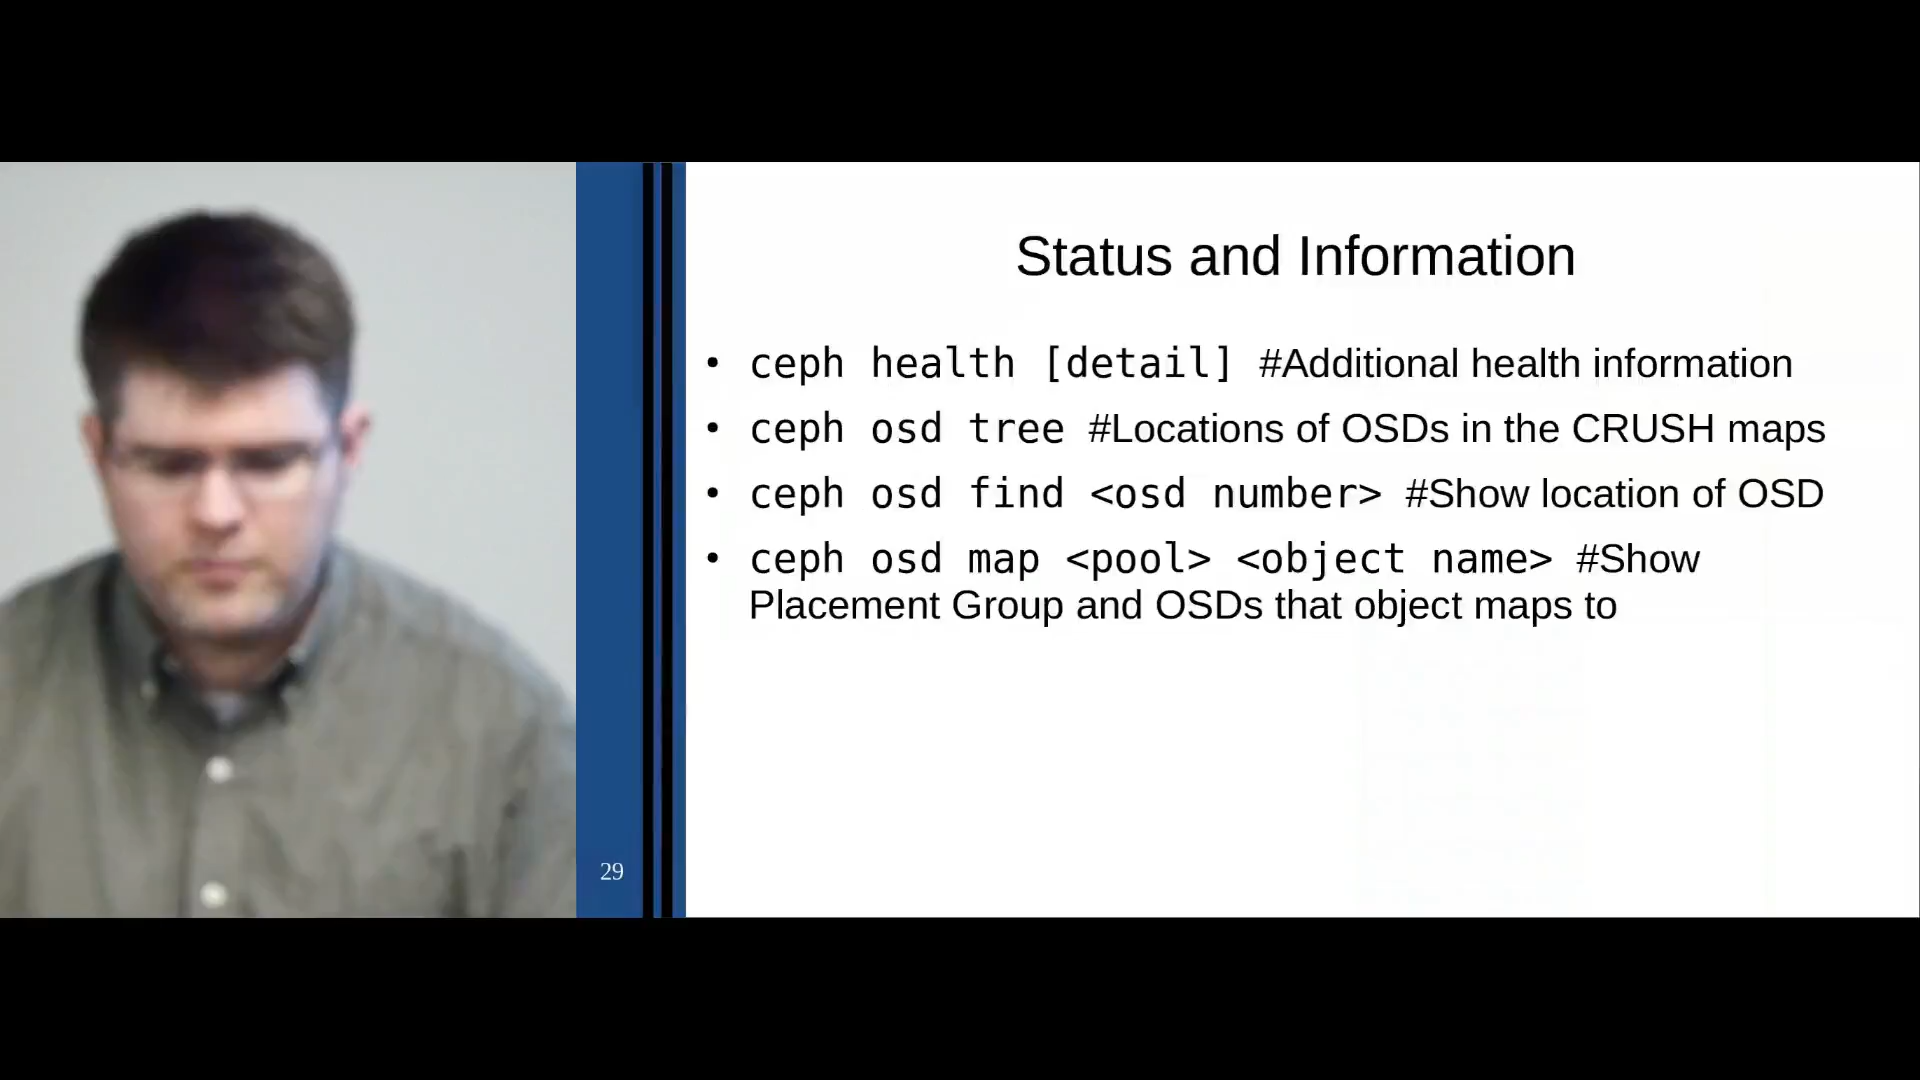 Status and Information
• ceph health [detail] #Additional health information
• ceph osd tree #Locations of OSDs in the CRUSH maps
• ceph osd find <osd number> #Show location of OSD
• ceph osd map <pool> <object name> #Show
Placement Group and OSDs that object maps to
29